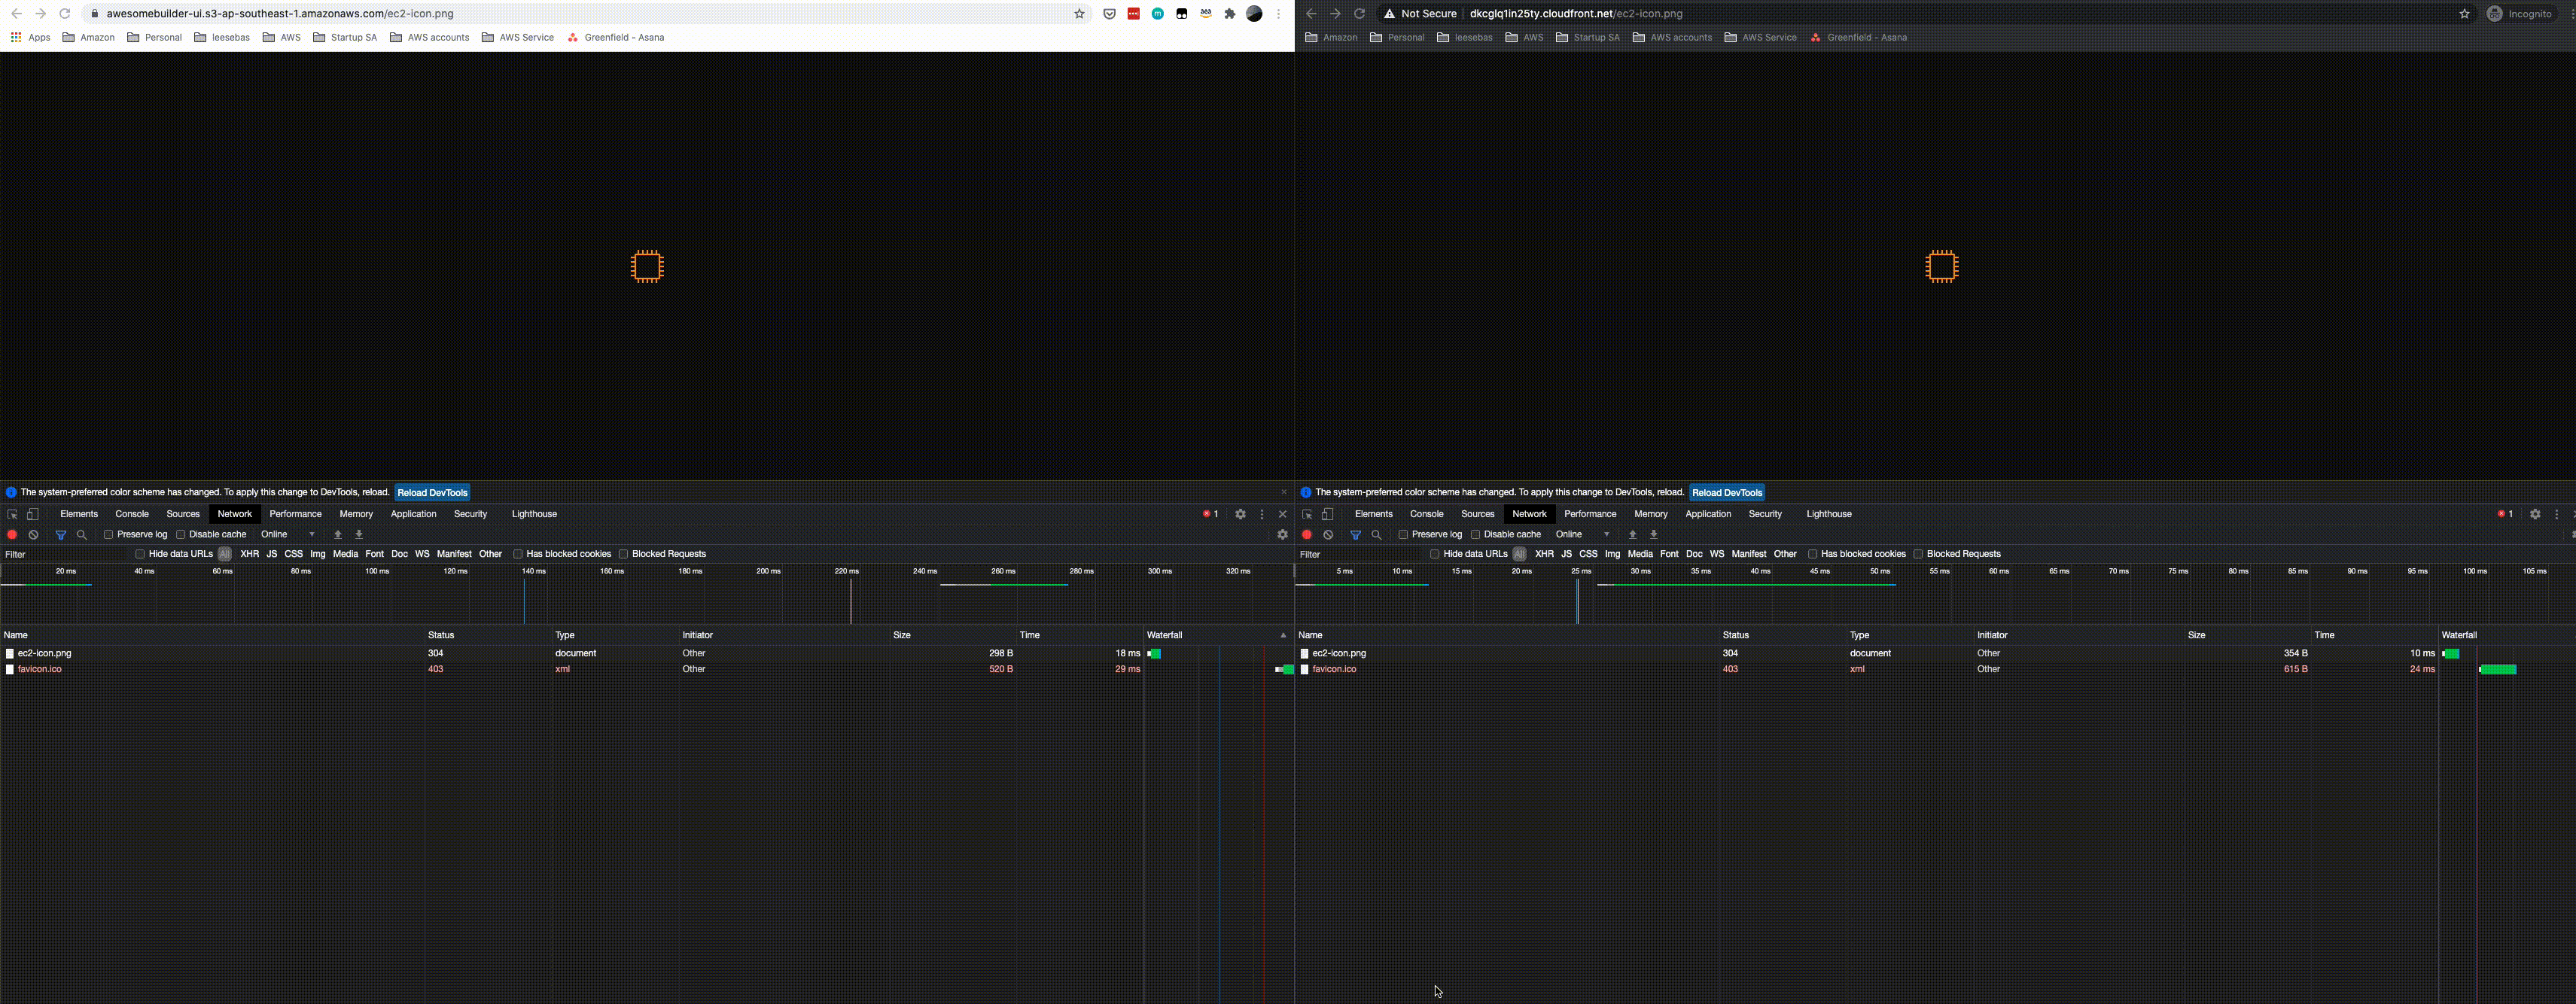 awesomebuilder-ui.s3-ap-southeast-1.amazonaws.com/ec2-icon.png
Apps Amazon Personal leesebas AWS Startup SA AWS accounts AWS Service Greenfield - Asana
Not Secure dkcglq1in25ty.cloudfront.net/ec2-icon.png Incognito
Amazon Personal leesebas AWS Startup SA AWS accounts AWS Service Greenfield - Asana
The system-preferred color scheme has changed. To apply this change to DevTools, reload. Reload DevTools
Elements Console Sources Network Performance Memory Application Security Lighthouse 1
Preserve log Disable cache Online
Filter Hide data URLs All XHR JS CSS Img Media Font Doc WS Manifest Other Has blocked cookies Blocked Requests
20 ms 40 ms 60 ms 80 ms 100 ms 120 ms 140 ms 160 ms 180 ms 200 ms 220 ms 240 ms 260 ms 280 ms 300 ms 320 ms
Name Status Type Initiator Size Time Waterfall
ec2-icon.png 304 document Other 298 B 18 ms
favicon.ico 403 xml Other 520 B 29 ms
The system-preferred color scheme has changed. To apply this change to DevTools, reload. Reload DevTools
Elements Console Sources Network Performance Memory Application Security Lighthouse 1
Preserve log Disable cache Online
Filter Hide data URLs All XHR JS CSS Img Media Font Doc WS Manifest Other Has blocked cookies Blocked Requests
5 ms 10 ms 15 ms 20 ms 25 ms 30 ms 35 ms 40 ms 45 ms 50 ms 55 ms 60 ms 65 ms 70 ms 75 ms 80 ms 85 ms 90 ms 95 ms 100 ms 105 ms
Name Status Type Initiator Size Time Waterfall
ec2-icon.png 304 document Other 354 B 10 ms
favicon.ico 403 xml Other 615 B 24 ms